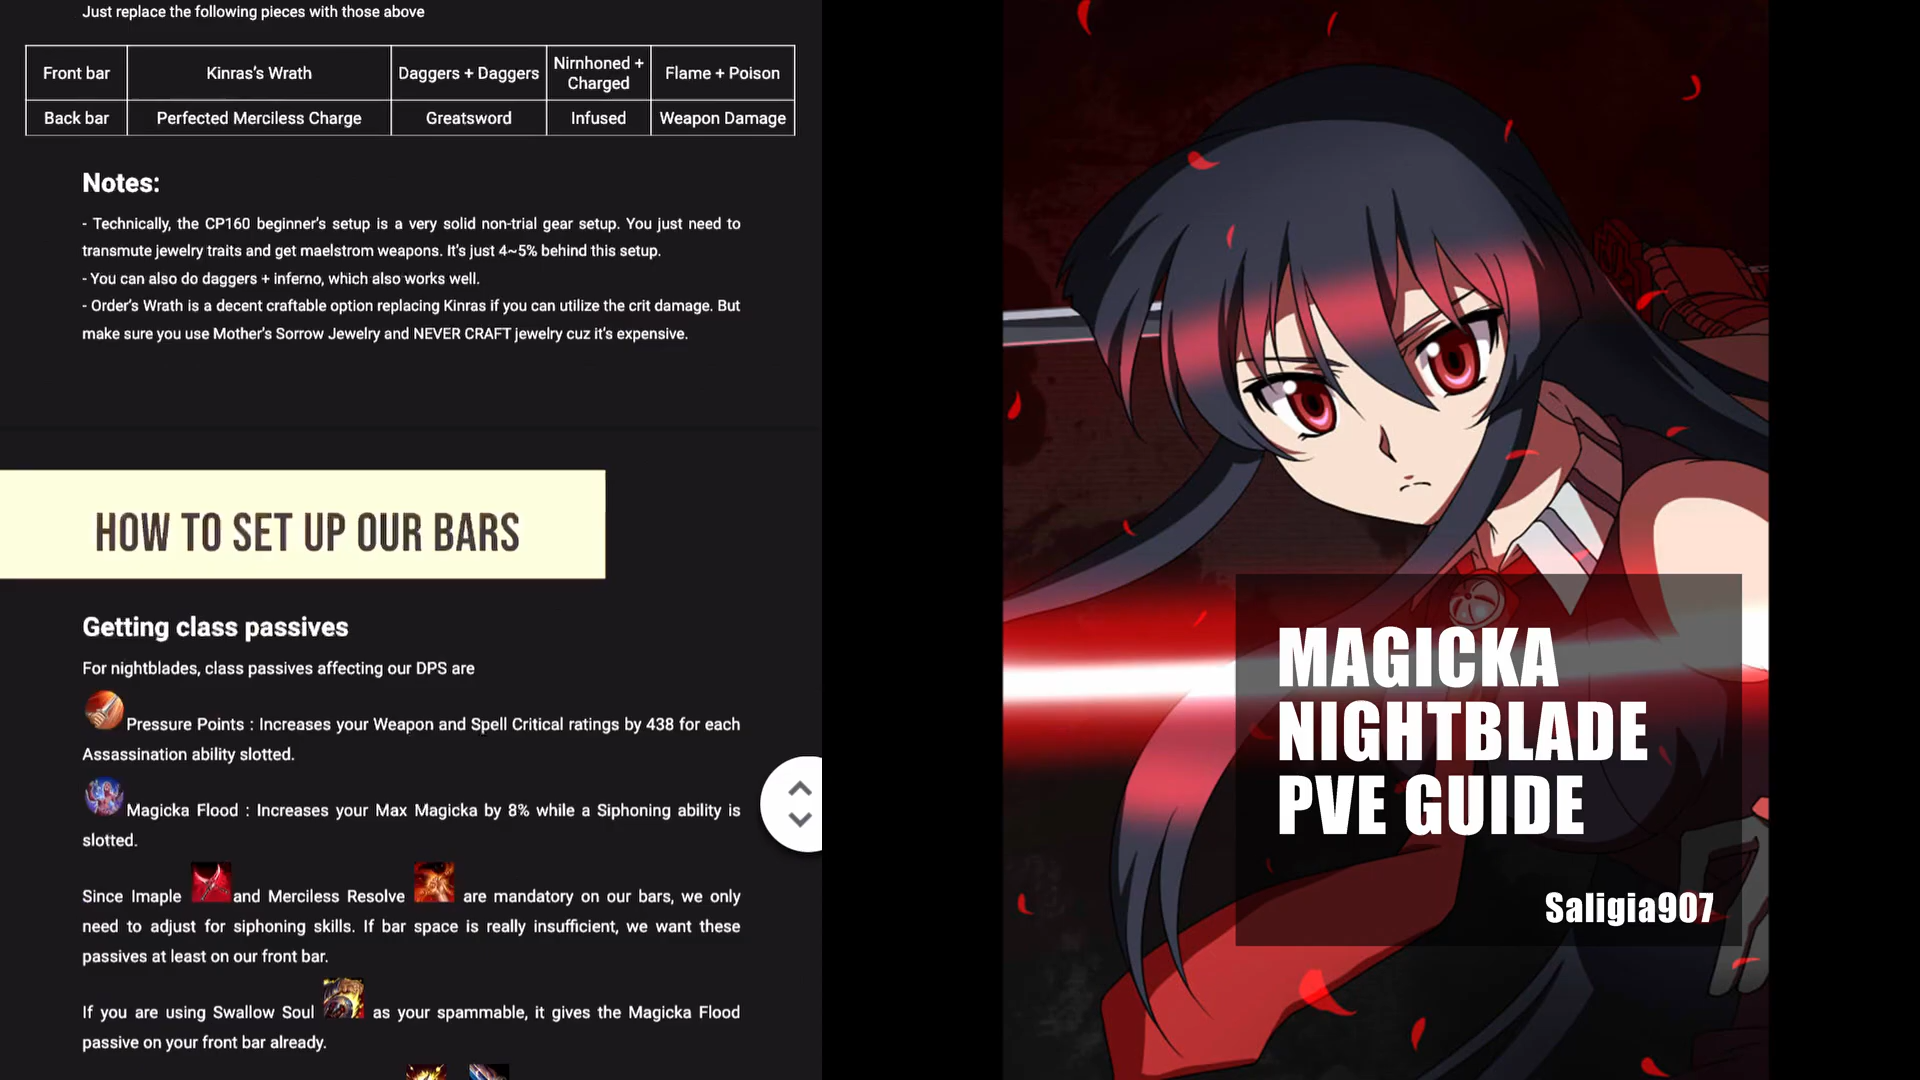 Just replace the following pieces with those above
Front bar Kinras's Wrath Daggers + Daggers Nirnhoned + Charged Flame + Poison
Back bar Perfected Merciless Charge Greatsword Infused Weapon Damage
Notes:
- Technically, the CP160 beginner's setup is a very solid non-trial gear setup. You just need to
transmute jewelry traits and get maelstrom weapons. It's just 4~5% behind this setup.
- You can also do daggers + inferno, which also works well.
- Order's Wrath is a decent craftable option replacing Kinras if you can utilize the crit damage. But
make sure you use Mother's Sorrow Jewelry and NEVER CRAFT jewelry cuz it's expensive.
HOW TO SET UP OUR BARS
Getting class passives
For nightblades, class passives affecting our DPS are
Pressure Points : Increases your Weapon and Spell Critical ratings by 438 for each
Assassination ability slotted.
Magicka Flood : Increases your Max Magicka by 8% while a Siphoning ability is
slotted.
Since Imaple and Merciless Resolve are mandatory on our bars, we only
need to adjust for siphoning skills. If bar space is really insufficient, we want these
passives at least on our front bar.
If you are using Swallow Soul as your spammable, it gives the Magicka Flood
passive on your front bar already.
MAGICKA
NIGHTBLADE
PVE GUIDE
Saligia907